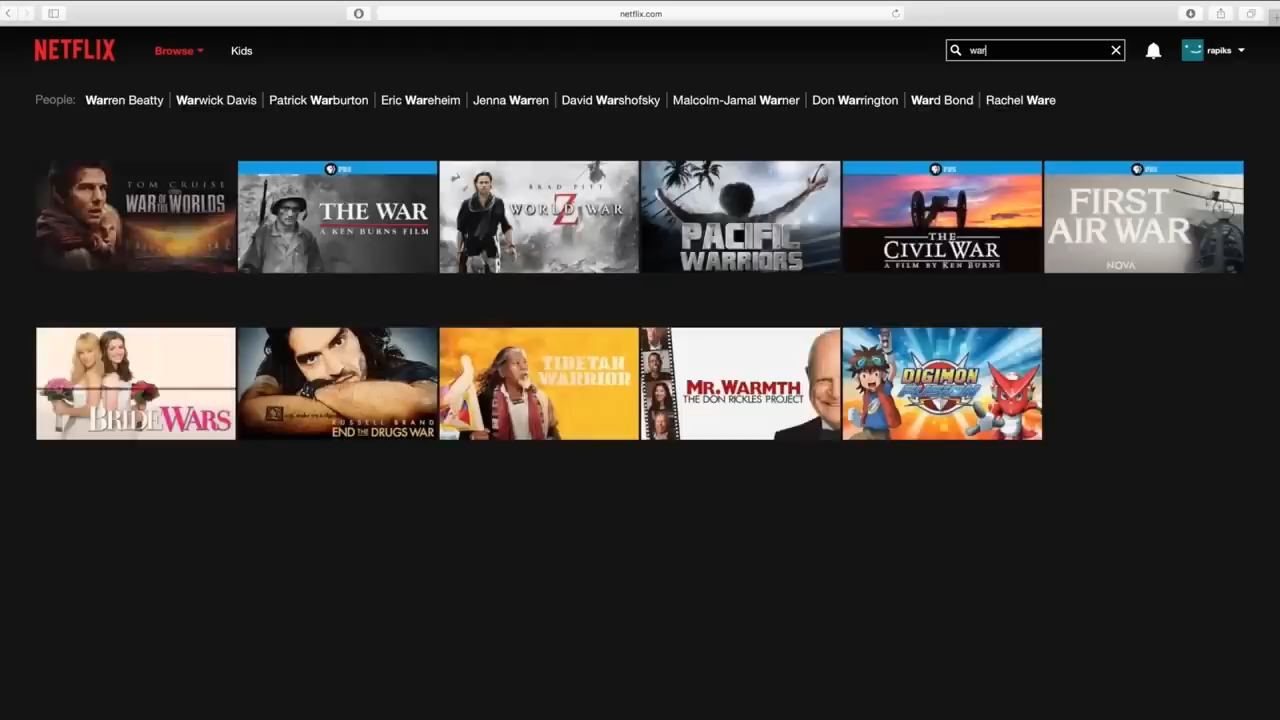 netflix.com
NETFLIX
Browse
Kids
war
rapiks
People:
Warren Beatty
Warwick Davis
Patrick Warburton
Eric Wareheim
Jenna Warren
David Warshofsky
Malcolm-Jamal Warner
Don Warrington
Ward Bond
Rachel Ware
TOM CRUISE
WAR OF THE WORLDS
PBS
THE WAR
A KEN BURNS FILM
BRAD PITT
WORLD WAR Z
PACIFIC
WARRIORS
PBS
THE
CIVIL WAR
A FILM BY KEN BURNS
PBS
FIRST
AIR WAR
NOVA
BRIDE WARS
RUSSELL BRAND
END THE DRUGS WAR
TIBETAN
WARRIOR
MR. WARMTH
THE DON RICKLES PROJECT
DIGIMON